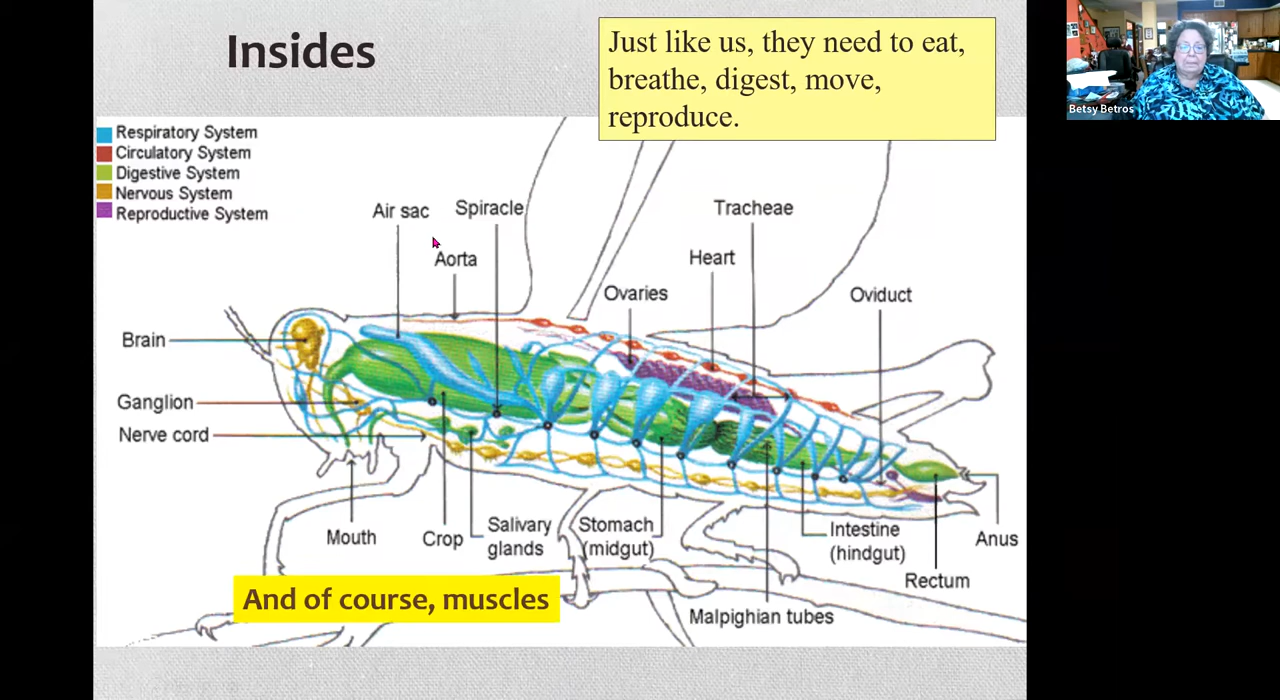 Insides
Just like us, they need to eat,
breathe, digest, move,
reproduce.
Betsy Betros
Respiratory System
Circulatory System
Digestive System
Nervous System
Reproductive System
Air sac
Spiracle
Tracheae
Aorta
Heart
Ovaries
Oviduct
Brain
Ganglion
Nerve cord
Mouth
Crop
Salivary
glands
Stomach
(midgut)
Intestine
(hindgut)
Anus
Rectum
Malpighian tubes
And of course, muscles